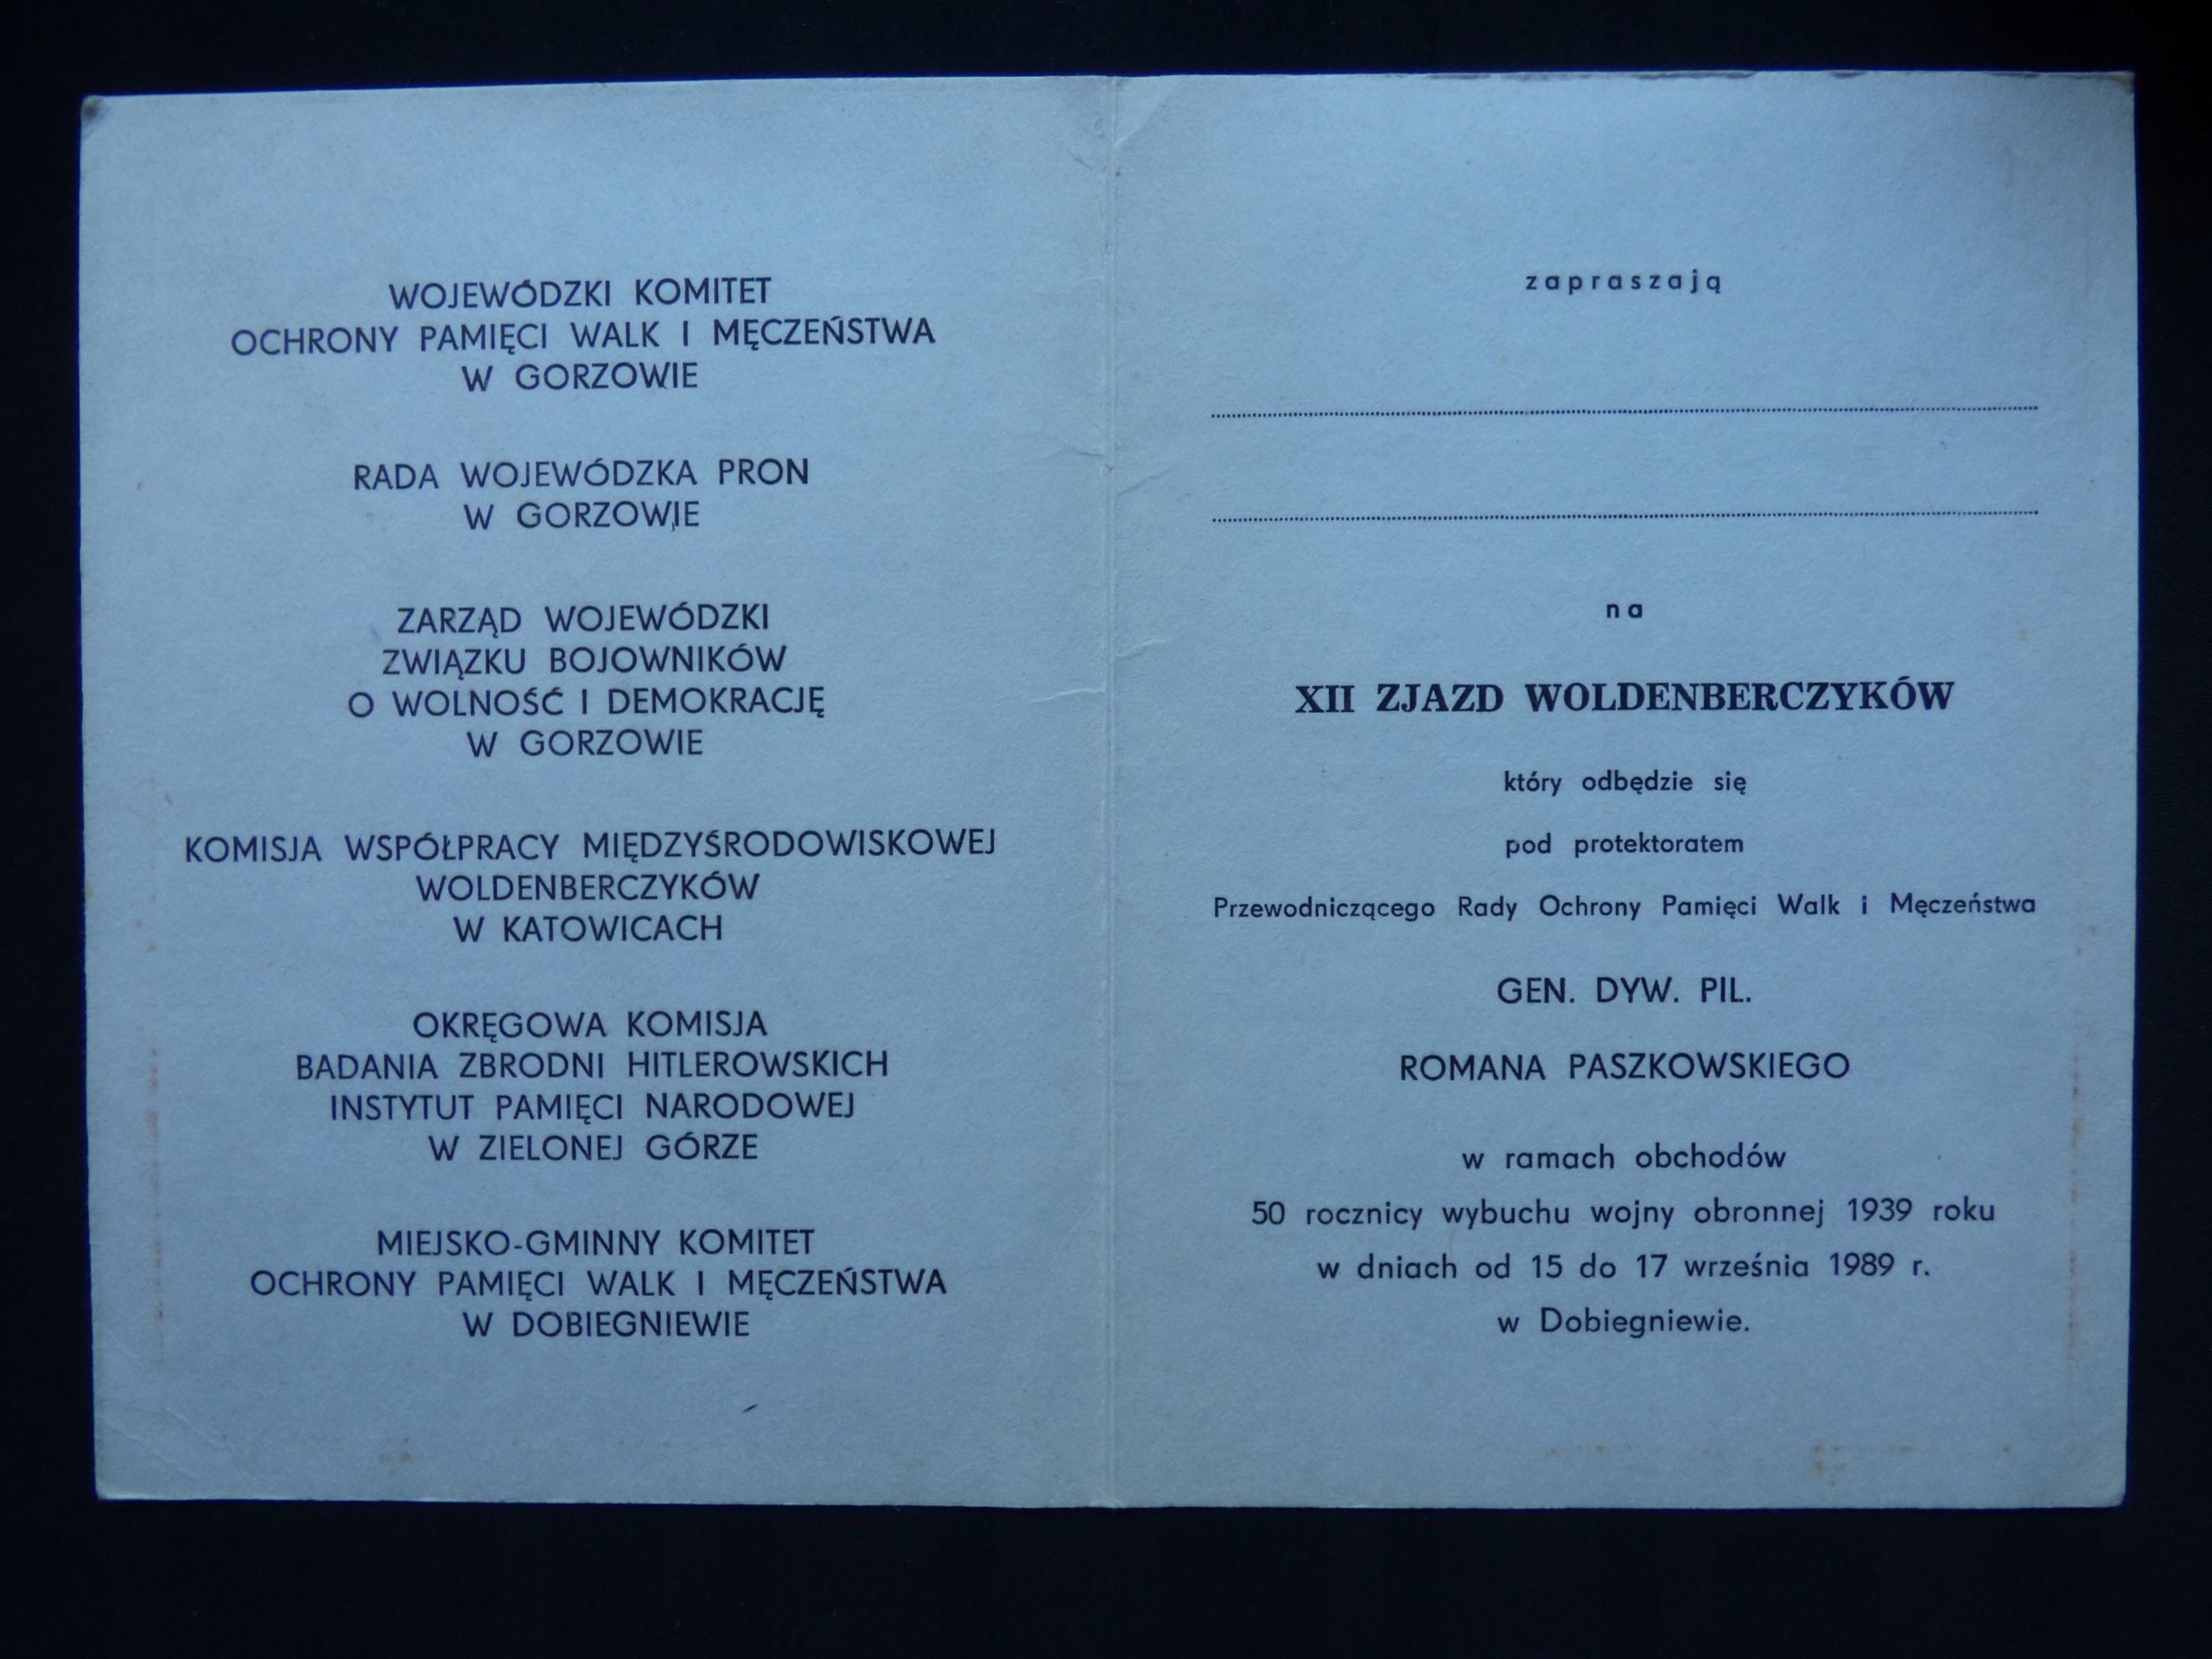 WOJEWÓDZKI KOMITET
OCHRONY PAMIĘCI WALK I MĘCZEŃSTWA
W GORZOWIE
RADA WOJEWÓDZKA PRON
W GORZOWIE
ZARZĄD WOJEWÓDZKI
ZWIĄZKU BOJOWNIKÓW
O WOLNOŚĆ I DEMOKRACJĘ
W GORZOWIE
KOMISJA WSPÓŁPRACY MIĘDZYŚRODOWISKOWEJ
WOLDENBERCZYKÓW
W KATOWICACH
OKRĘGOWA KOMISJA
BADANIA ZBRODNI HITLEROWSKICH
INSTYTUT PAMIĘCI NARODOWEJ
W ZIELONEJ GÓRZE
MIEJSKO-GMINNY KOMITET
OCHRONY PAMIĘCI WALK I MĘCZEŃSTWA
W DOBIEGNIEWIE
zapraszają
na
XII ZJAZD WOLDENBERCZYKÓW
który odbędzie się
pod protektoratem
Przewodniczącego Rady Ochrony Pamięci Walk i Męczeństwa
GEN. DYW. PIL.
ROMANA PASZKOWSKIEGO
w ramach obchodów
50 rocznicy wybuchu wojny obronnej 1939 roku
w dniach od 15 do 17 września 1989 r.
w Dobiegniewie.